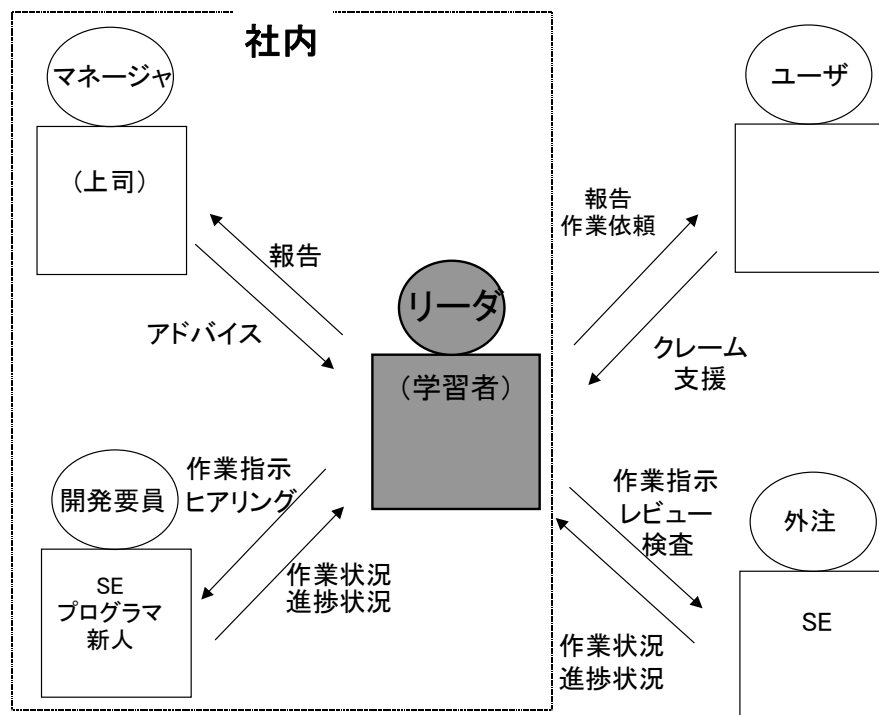 社内
マネージャ
(上司)
報告
アドバイス
リーダ
(学習者)
ユーザ
報告
作業依頼
クレーム
支援
開発要員
SE
プログラマ
新人
作業指示
ヒアリング
作業状況
進捗状況
作業指示
レビュー
検査
作業状況
進捗状況
外注
SE